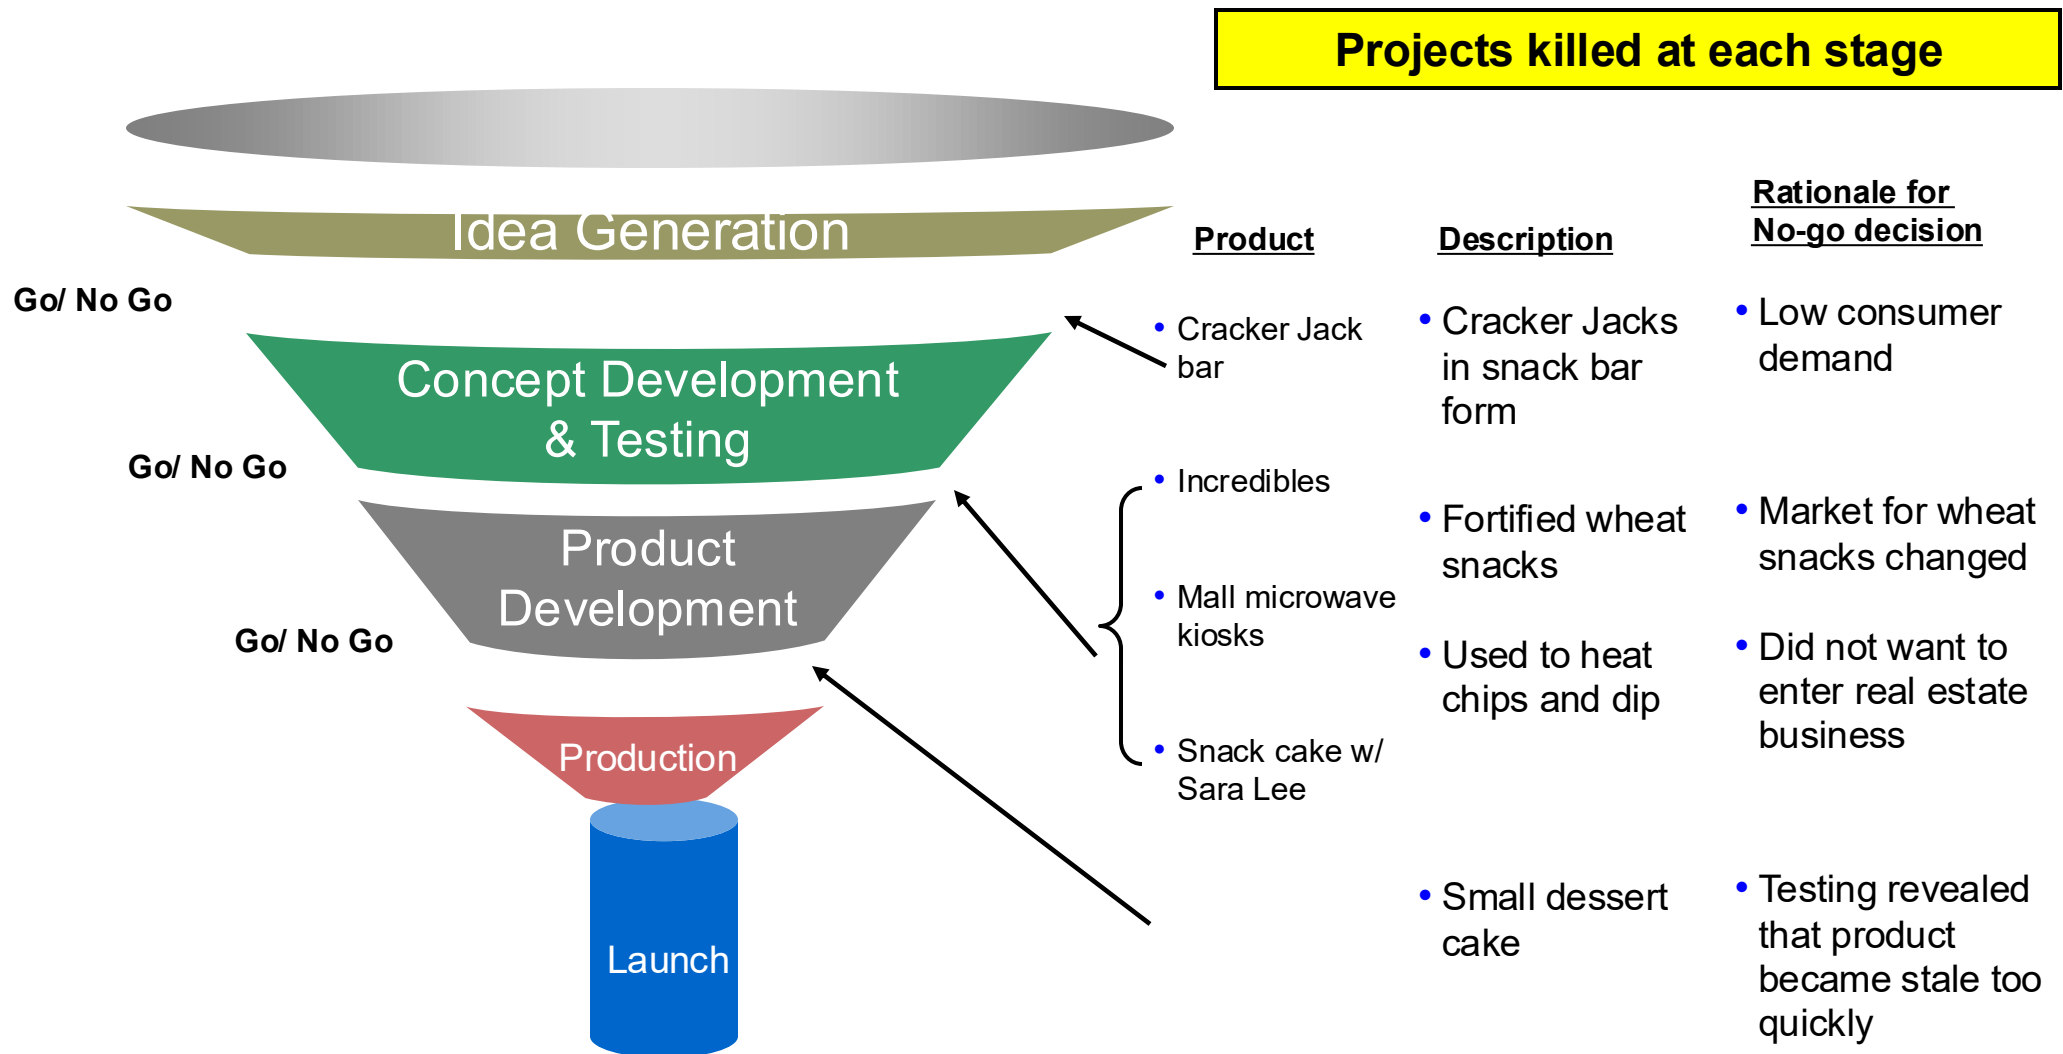 Projects killed at each stage
Idea Generation
Go/ No Go
Concept Development
& Testing
Go/ No Go
Product
Development
Go/ No Go
Production
Launch
Product
• Cracker Jack
bar
• Incredibles
• Mall microwave
kiosks
• Snack cake w/
Sara Lee
Description
• Cracker Jacks
in snack bar
form
• Fortified wheat
snacks
• Used to heat
chips and dip
• Small dessert
cake
Rationale for
No-go decision
• Low consumer
demand
• Market for wheat
snacks changed
• Did not want to
enter real estate
business
• Testing revealed
that product
became stale too
quickly